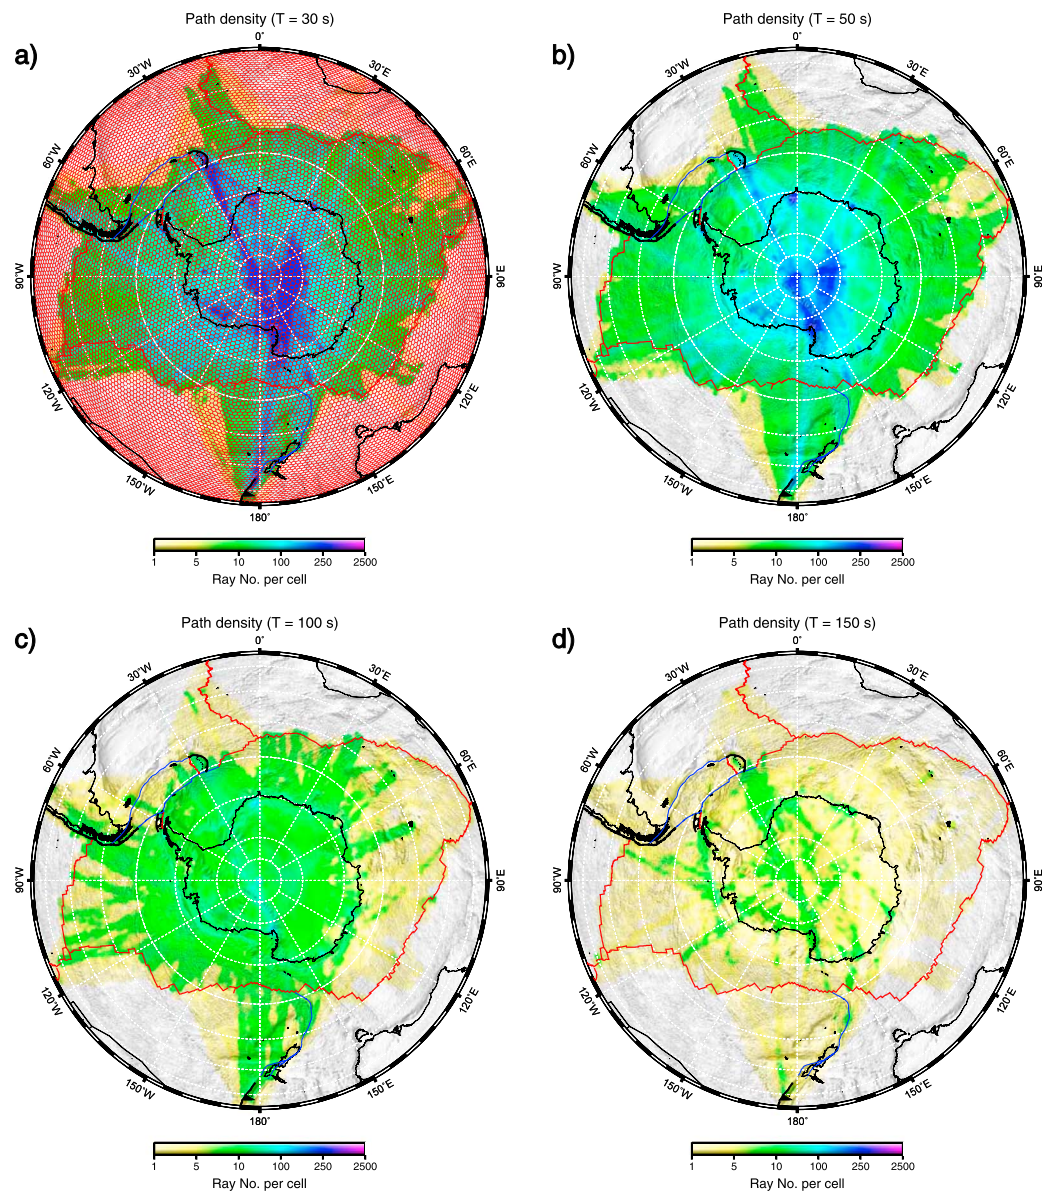 Path density (T = 30 s)
a)
0°
30°E
60°E
90°E
120°E
150°E
180°
150°W
120°W
90°W
60°W
30°W
1 5 10 100 250 2500
Ray No. per cell
Path density (T = 50 s)
b)
0°
30°E
60°E
90°E
120°E
150°E
180°
150°W
120°W
90°W
60°W
30°W
1 5 10 100 250 2500
Ray No. per cell
Path density (T = 100 s)
c)
0°
30°E
60°E
90°E
120°E
150°E
180°
150°W
120°W
90°W
60°W
30°W
1 5 10 100 250 2500
Ray No. per cell
Path density (T = 150 s)
d)
0°
30°E
60°E
90°E
120°E
150°E
180°
150°W
120°W
90°W
60°W
30°W
1 5 10 100 250 2500
Ray No. per cell